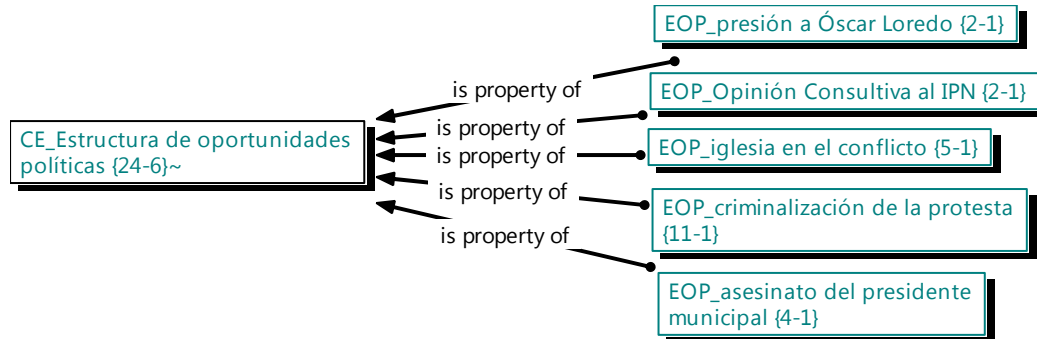 EOP_presión a Óscar Loredo {2-1}
is property of
EOP_Opinión Consultiva al IPN {2-1}
is property of
CE_Estructura de oportunidades
políticas {24-6}~
is property of
EOP_iglesia en el conflicto {5-1}
is property of
EOP_criminalización de la protesta
{11-1}
is property of
EOP_asesinato del presidente
municipal {4-1}